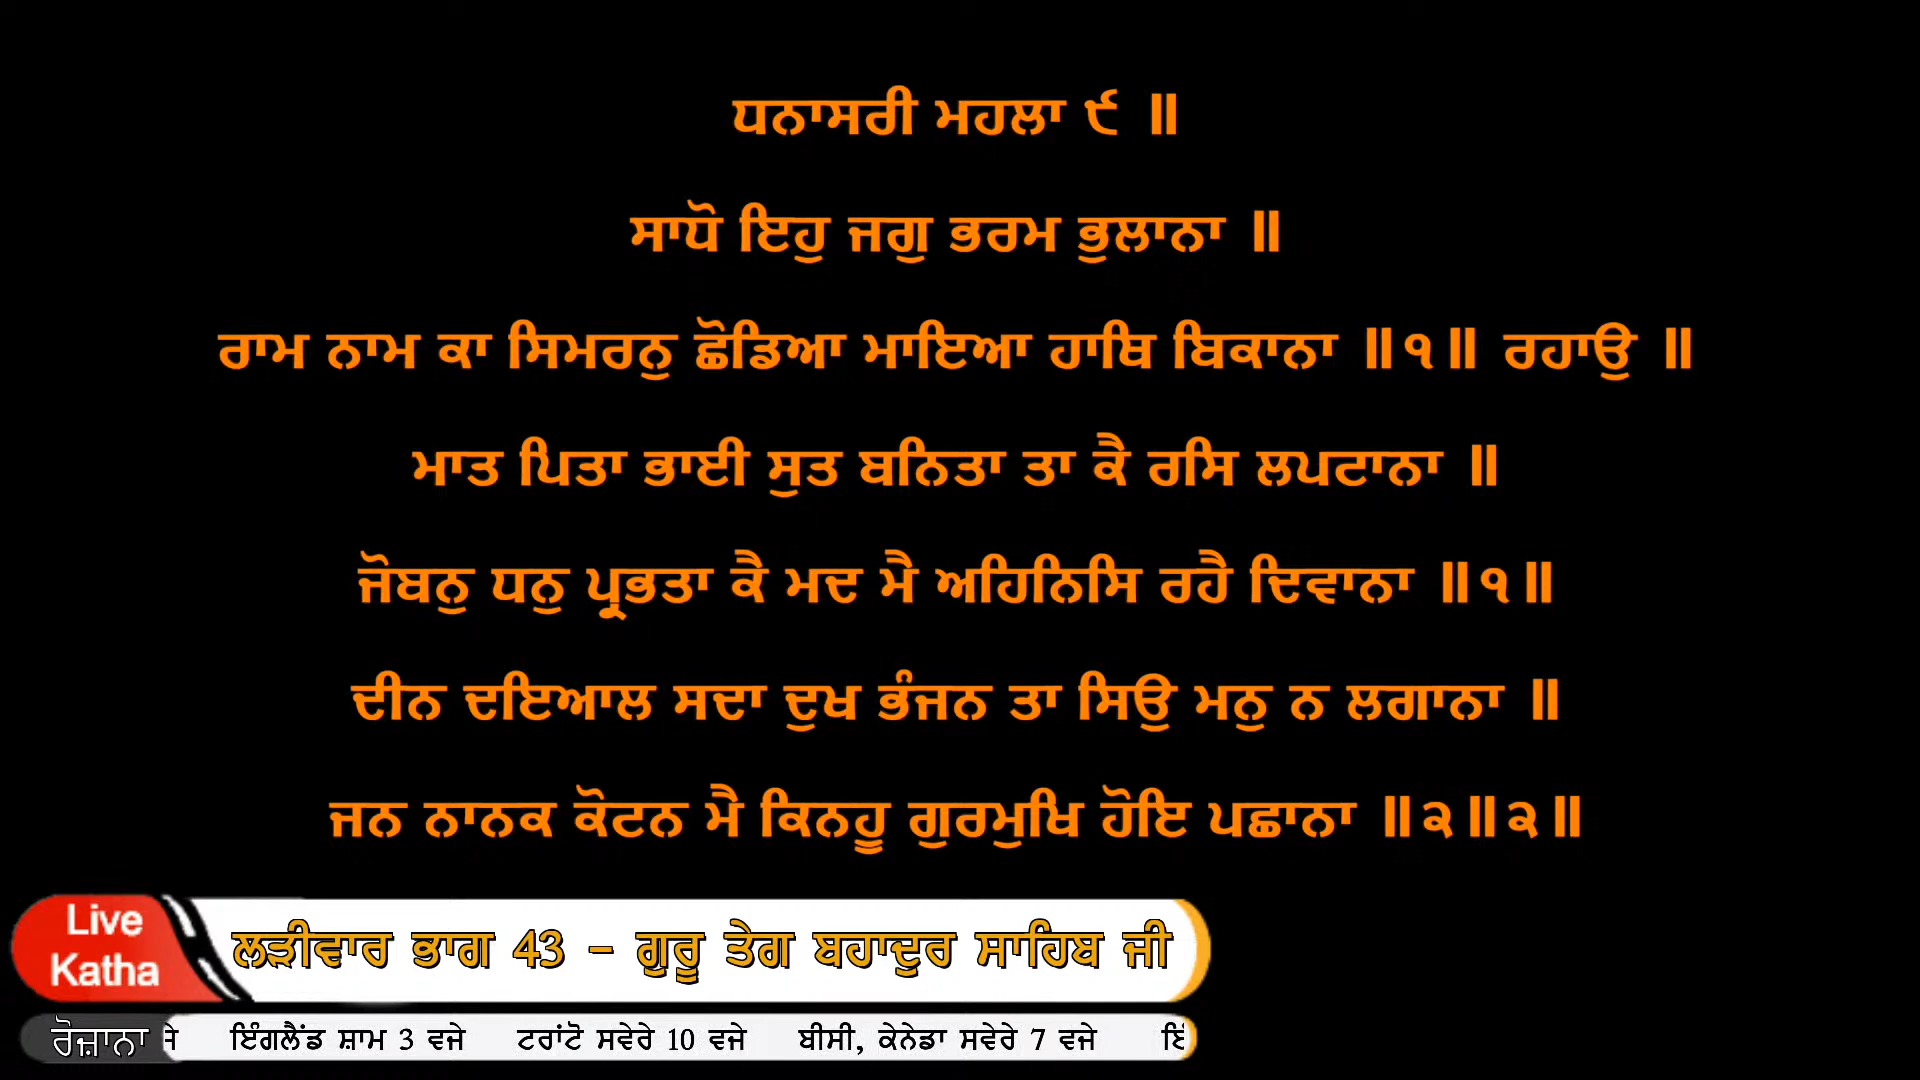 ਧਨਾਸਰੀ ਮਹਲਾ ੯ ॥
ਸਾਧੋ ਇਹੁ ਜਗੁ ਭਰਮ ਭੁਲਾਨਾ ॥
ਰਾਮ ਨਾਮ ਕਾ ਸਿਮਰਨੁ ਛੋਡਿਆ ਮਾਇਆ ਹਾਥਿ ਬਿਕਾਨਾ ॥੧॥ ਰਹਾਉ ॥
ਮਾਤ ਪਿਤਾ ਭਾਈ ਸੁਤ ਬਨਿਤਾ ਤਾ ਕੈ ਰਸਿ ਲਪਟਾਨਾ ॥
ਜੋਬਨੁ ਧਨੁ ਪ੍ਰਭਤਾ ਕੈ ਮਦ ਮੈ ਅਹਿਨਿਸਿ ਰਹੈ ਦਿਵਾਨਾ ॥੧॥
ਦੀਨ ਦਇਆਲ ਸਦਾ ਦੁਖ ਭੰਜਨ ਤਾ ਸਿਉ ਮਨੁ ਨ ਲਗਾਨਾ ॥
ਜਨ ਨਾਨਕ ਕੋਟਨ ਮੈ ਕਿਨਹੂ ਗੁਰਮੁਖਿ ਹੋਇ ਪਛਾਨਾ ॥੨॥੨॥
Live
Katha
ਲੜੀਵਾਰ ਭਾਗ 43 - ਗੁਰੂ ਤੇਗ ਬਹਾਦੁਰ ਸਾਹਿਬ ਜੀ
ਰੋਜ਼ਾਨਾ ਇੰਗਲੈਂਡ ਸ਼ਾਮ 3 ਵਜੇ ਟਰਾਂਟੋ ਸਵੇਰੇ 10 ਵਜੇ ਬੀਸੀ, ਕੇਨੇਡਾ ਸਵੇਰੇ 7 ਵਜੇ